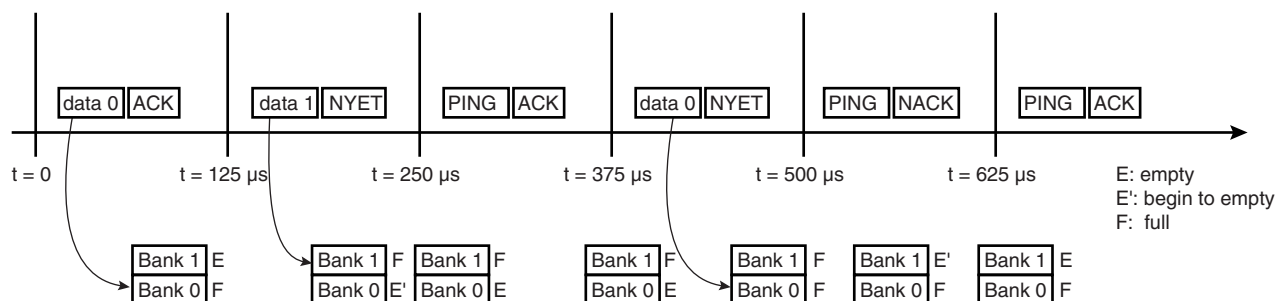 data 0 ACK data 1 NYET PING ACK data 0 NYET PING NACK PING ACK
t = 0 t = 125 μs t = 250 μs t = 375 μs t = 500 μs t = 625 μs E: empty
E': begin to empty
F: full
Bank 1 E Bank 1 F Bank 1 F Bank 1 F Bank 1 F Bank 1 E' Bank 1 E
Bank 0 F Bank 0 E' Bank 0 E Bank 0 E Bank 0 F Bank 0 F Bank 0 F